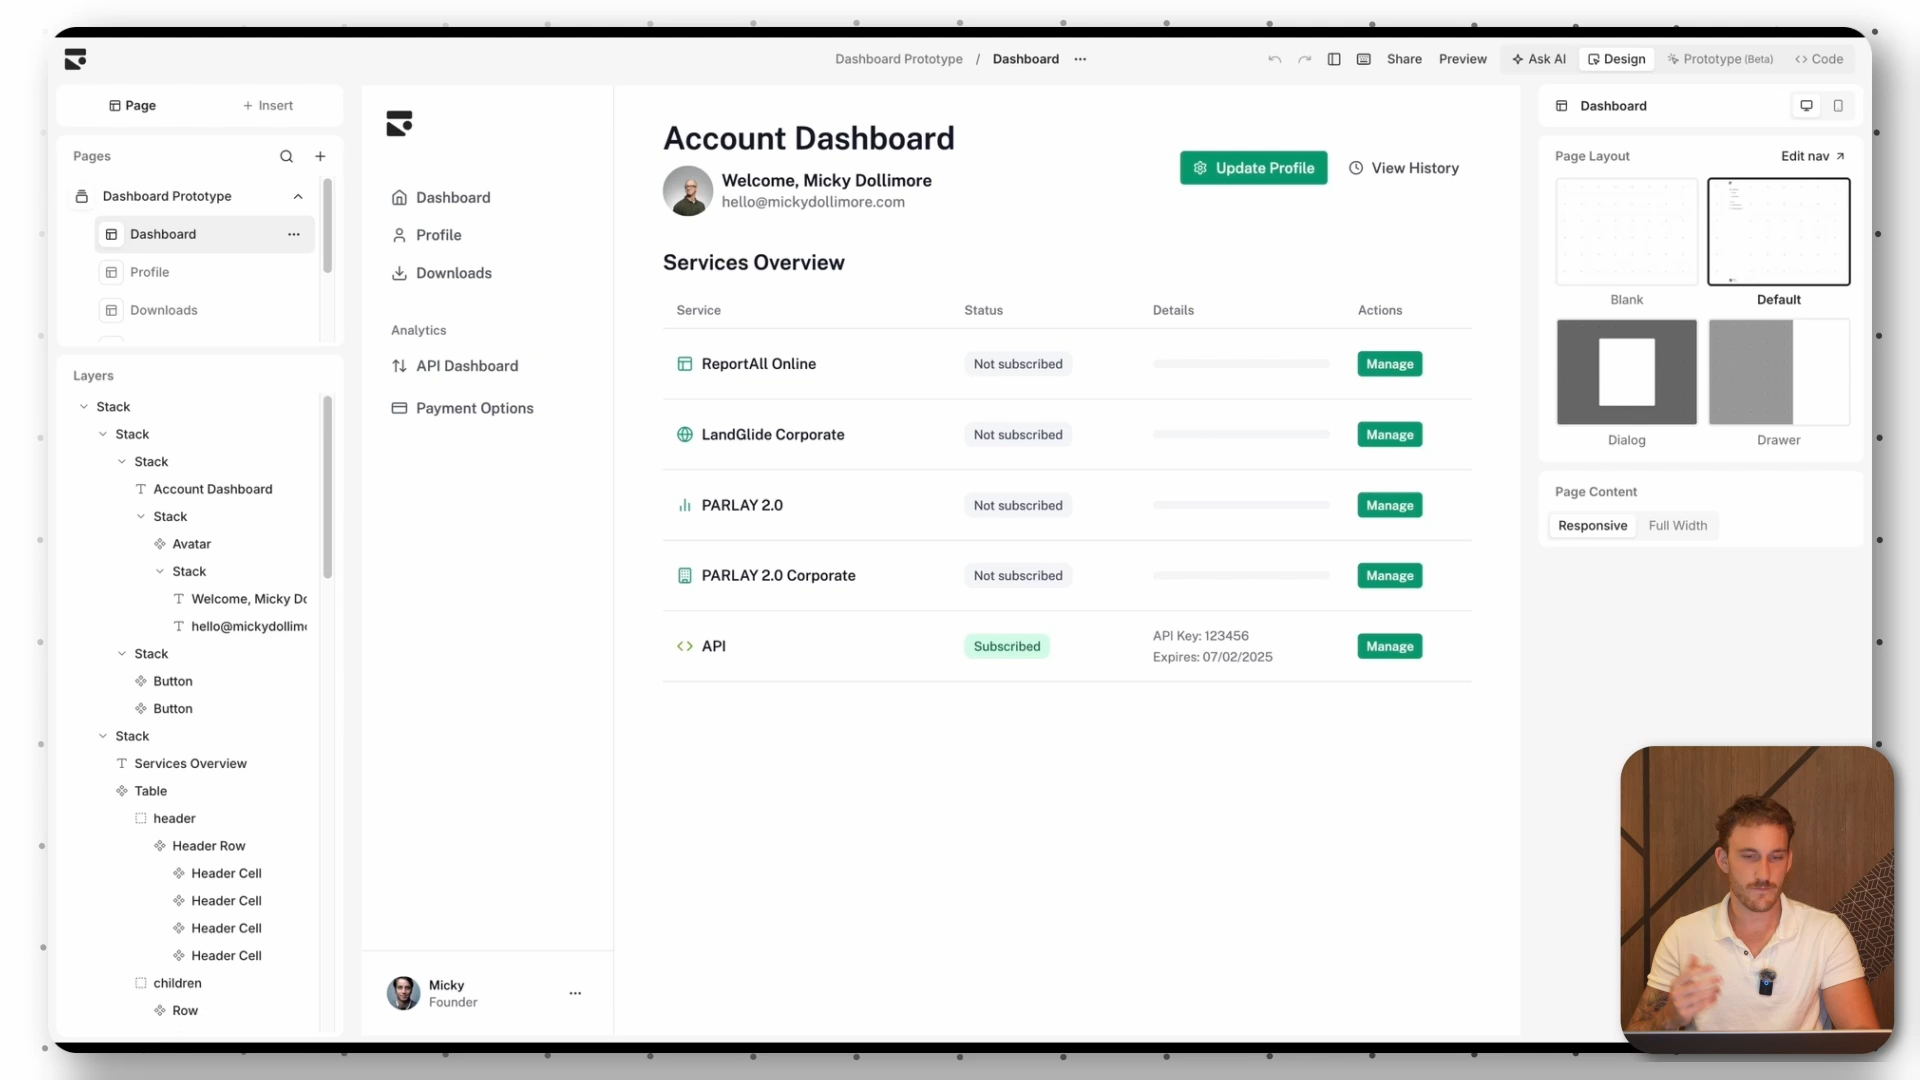 Dashboard Prototype / Dashboard
Share
Preview
Ask AI
Design
Prototype (Beta)
Code
Page
Insert
Pages
Dashboard Prototype
Dashboard
Profile
Downloads
Layers
Stack
Stack
Stack
Account Dashboard
Stack
Avatar
Stack
Welcome, Micky Do
hello@mickydollim
Stack
Button
Button
Stack
Services Overview
Table
header
Header Row
Header Cell
Header Cell
Header Cell
Header Cell
children
Row
Dashboard
Profile
Downloads
Analytics
API Dashboard
Payment Options
Micky
Founder
Account Dashboard
Welcome, Micky Dollimore
hello@mickydollimore.com
Update Profile
View History
Services Overview
Service Status Details Actions
ReportAll Online Not subscribed Manage
LandGlide Corporate Not subscribed Manage
PARLAY 2.0 Not subscribed Manage
PARLAY 2.0 Corporate Not subscribed Manage
API Subscribed API Key: 123456 Manage
Expires: 07/02/2025
Dashboard
Page Layout
Edit nav
Blank
Default
Dialog
Drawer
Page Content
Responsive
Full Width